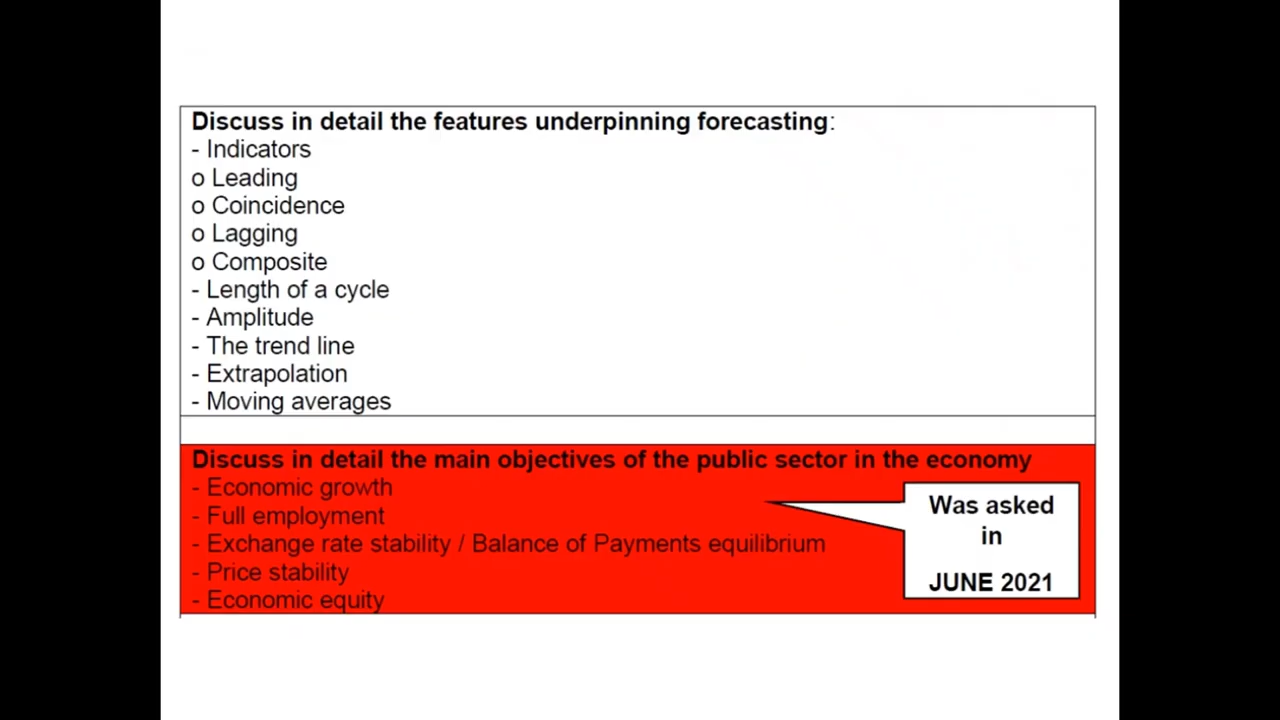 Discuss in detail the features underpinning forecasting:
- Indicators
o Leading
o Coincidence
o Lagging
o Composite
- Length of a cycle
- Amplitude
- The trend line
- Extrapolation
- Moving averages
Discuss in detail the main objectives of the public sector in the economy
- Economic growth
- Full employment
- Exchange rate stability / Balance of Payments equilibrium
- Price stability
- Economic equity
Was asked
in
JUNE 2021